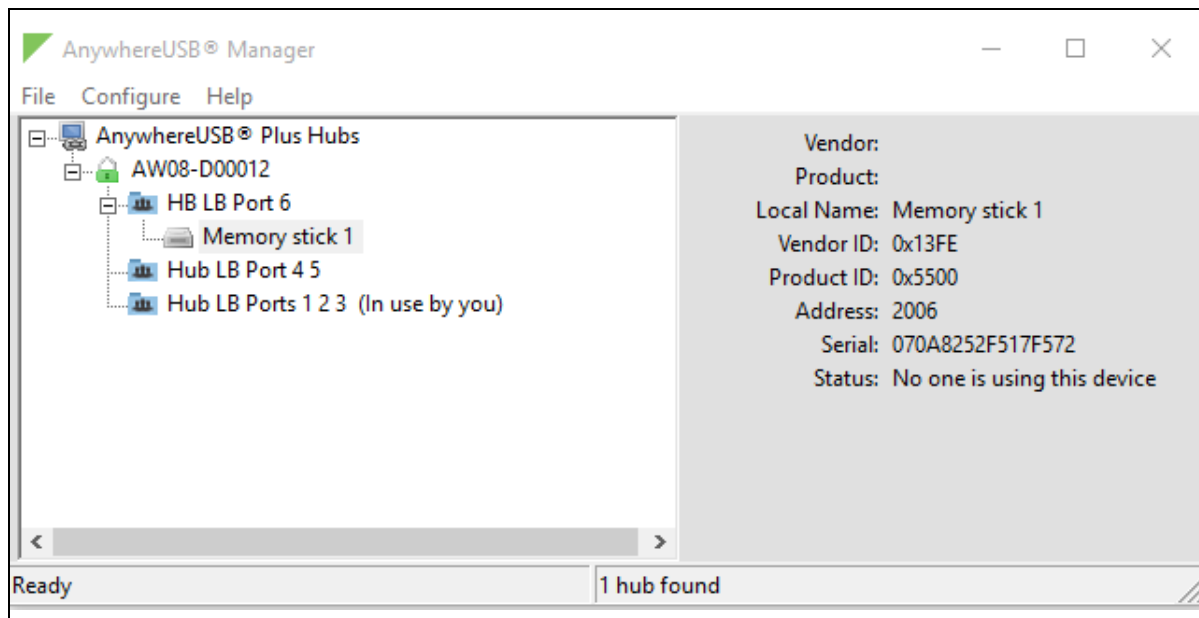 AnywhereUSB® Manager
File Configure Help
AnywhereUSB® Plus Hubs
AW08-D00012
HB LB Port 6
Memory stick 1
Hub LB Port 4 5
Hub LB Ports 1 2 3 (In use by you)
Vendor:
Product:
Local Name: Memory stick 1
Vendor ID: 0x13FE
Product ID: 0x5500
Address: 2006
Serial: 070A8252F517F572
Status: No one is using this device
Ready
1 hub found